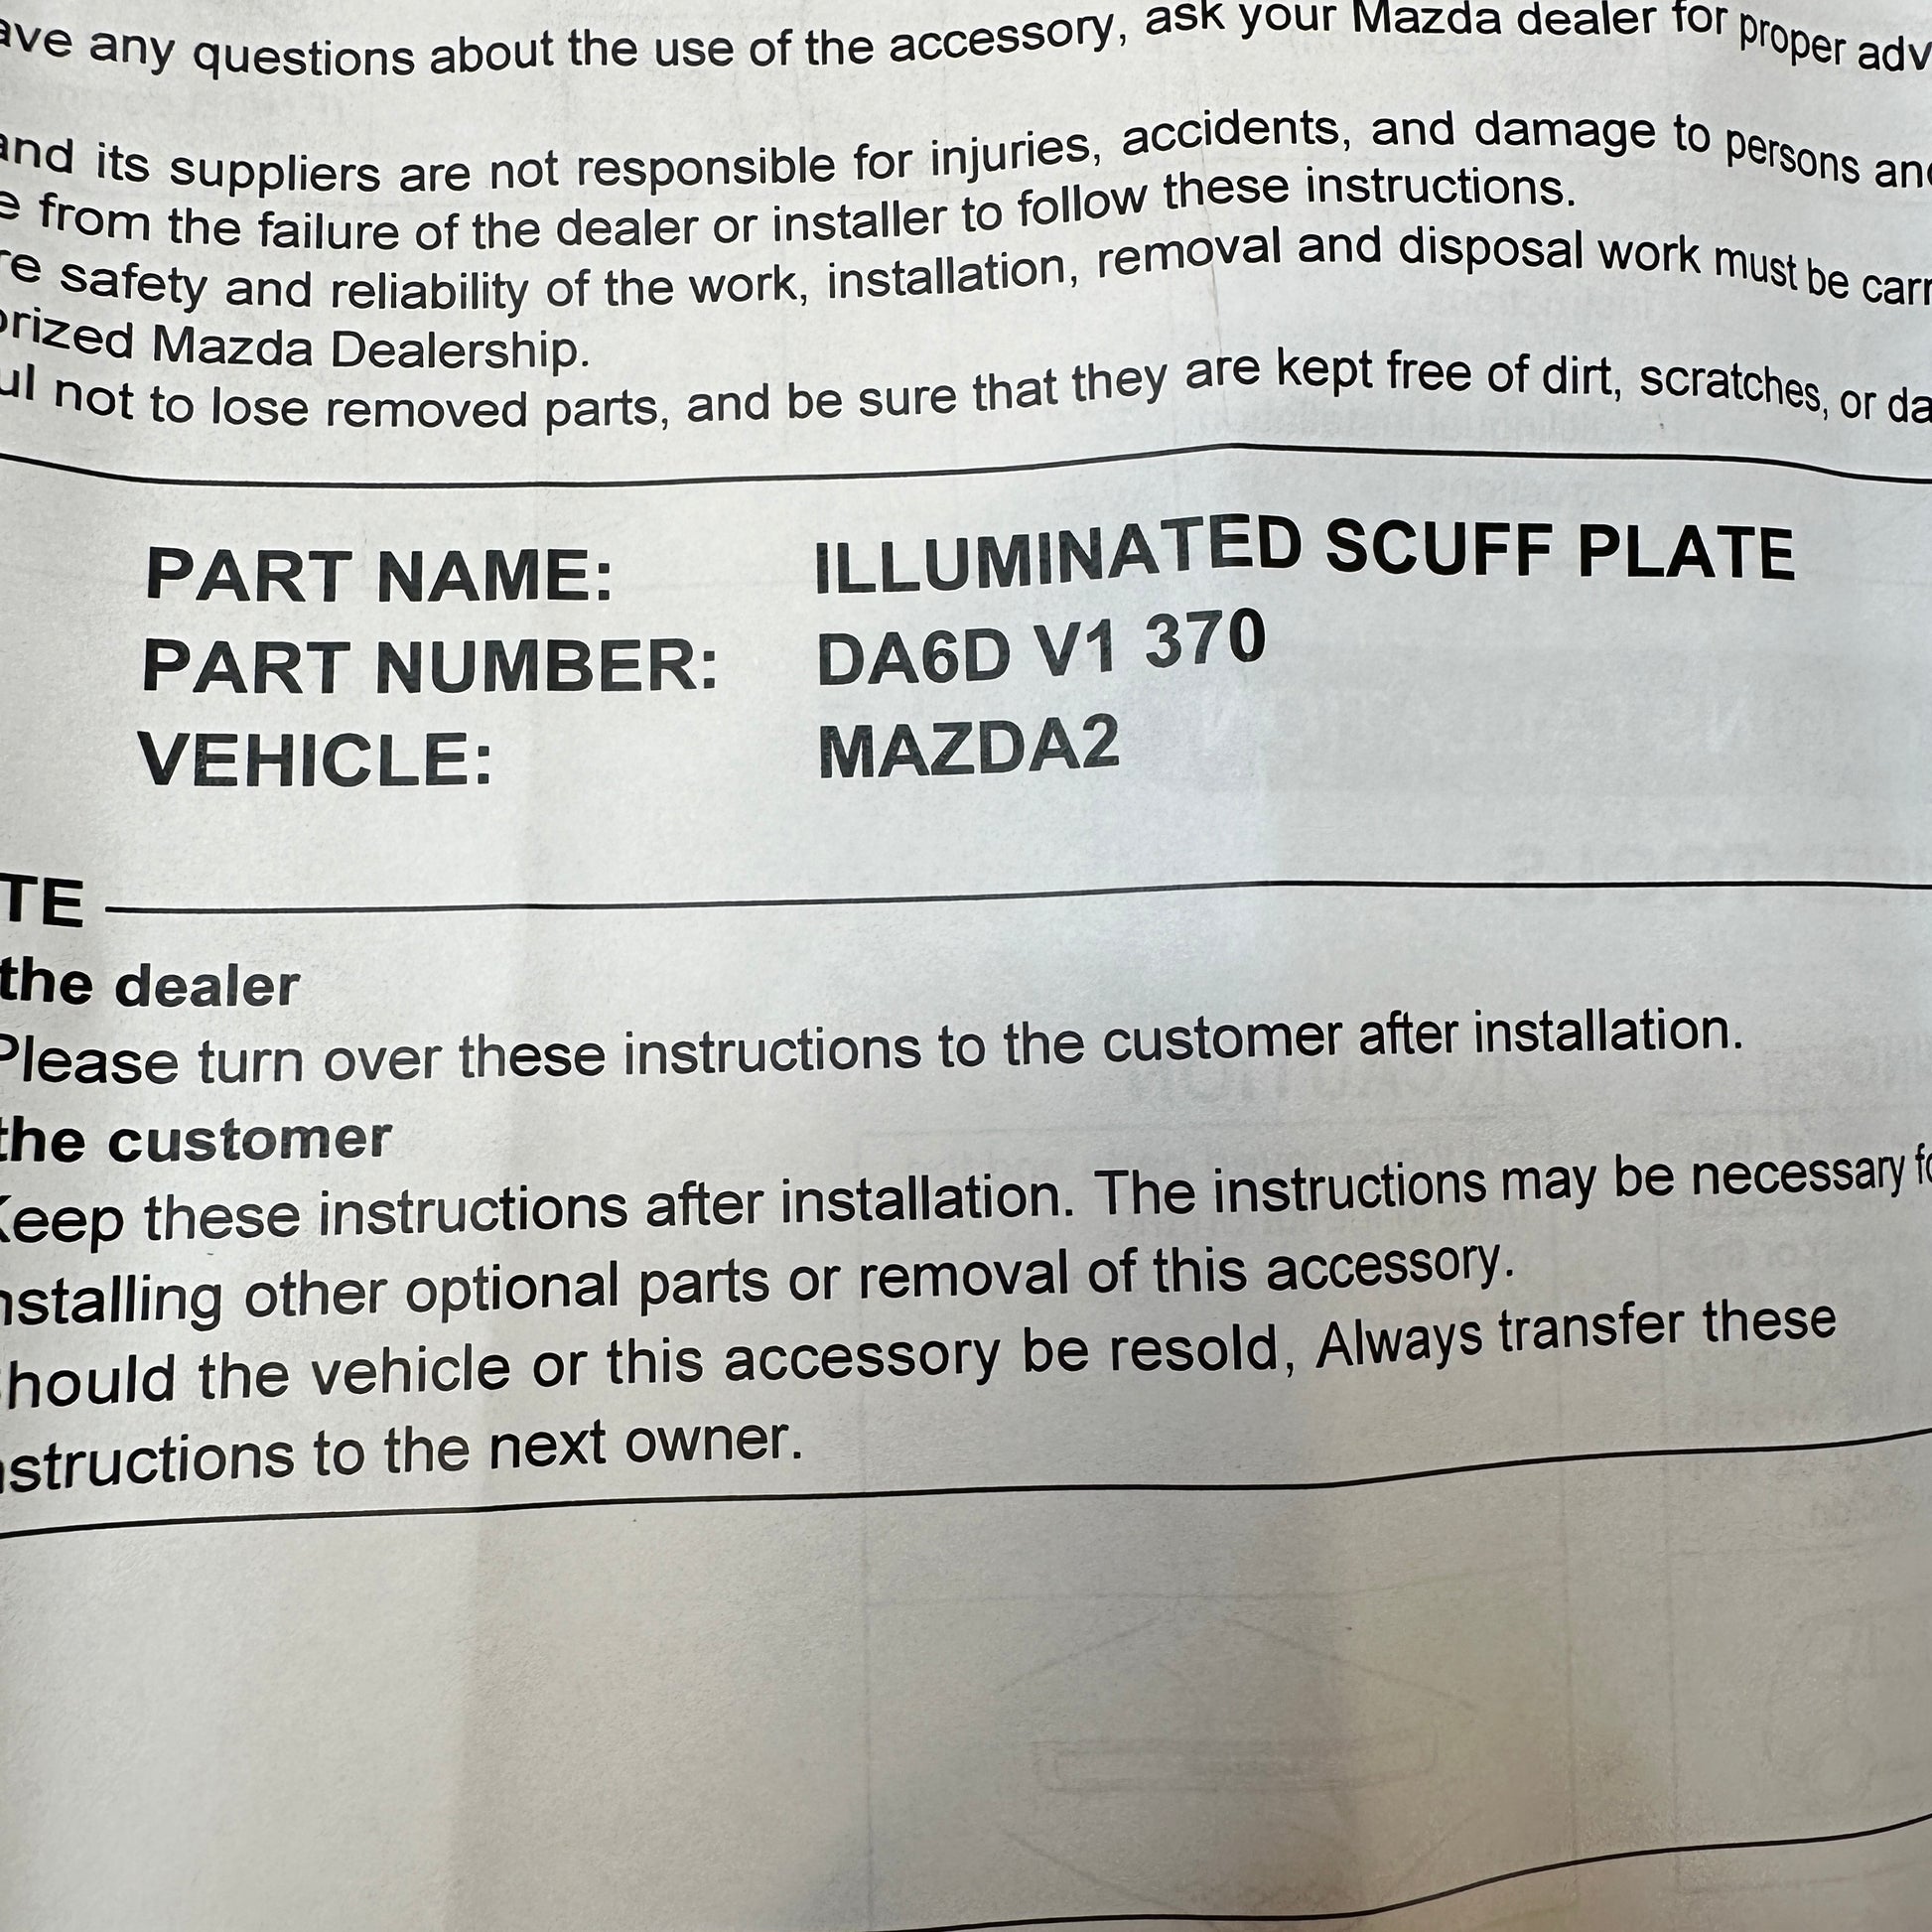 ave any questions about the use of the accessory, ask your Mazda dealer for proper adv
and its suppliers are not responsible for injuries, accidents, and damage to persons and
e from the failure of the dealer or installer to follow these instructions.
re safety and reliability of the work, installation, removal and disposal work must be carr
orized Mazda Dealership.
ul not to lose removed parts, and be sure that they are kept free of dirt, scratches, or da
PART NAME: ILLUMINATED SCUFF PLATE
PART NUMBER: DA6D V1 370
VEHICLE: MAZDA2
TE
the dealer
Please turn over these instructions to the customer after installation.
the customer
Keep these instructions after installation. The instructions may be necessary fo
nstalling other optional parts or removal of this accessory.
hould the vehicle or this accessory be resold, Always transfer these
nstructions to the next owner.